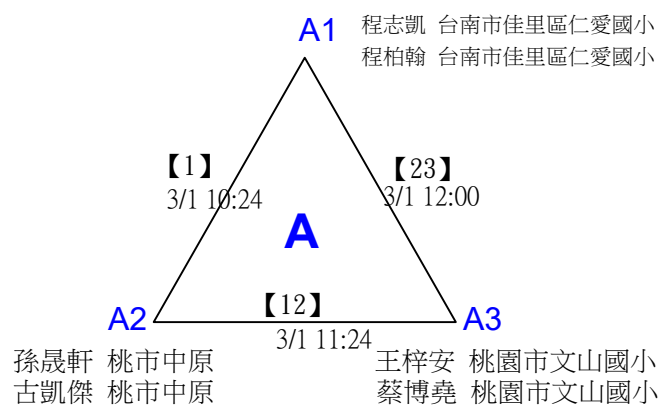 A1
程志凱 台南市佳里區仁愛國小
程柏翰 台南市佳里區仁愛國小
【1】
3/1 10:24
【23】
3/1 12:00
A
【12】
3/1 11:24
A2
A3
孫晟軒 桃市中原
古凱傑 桃市中原
王梓安 桃園市文山國小
蔡博堯 桃園市文山國小